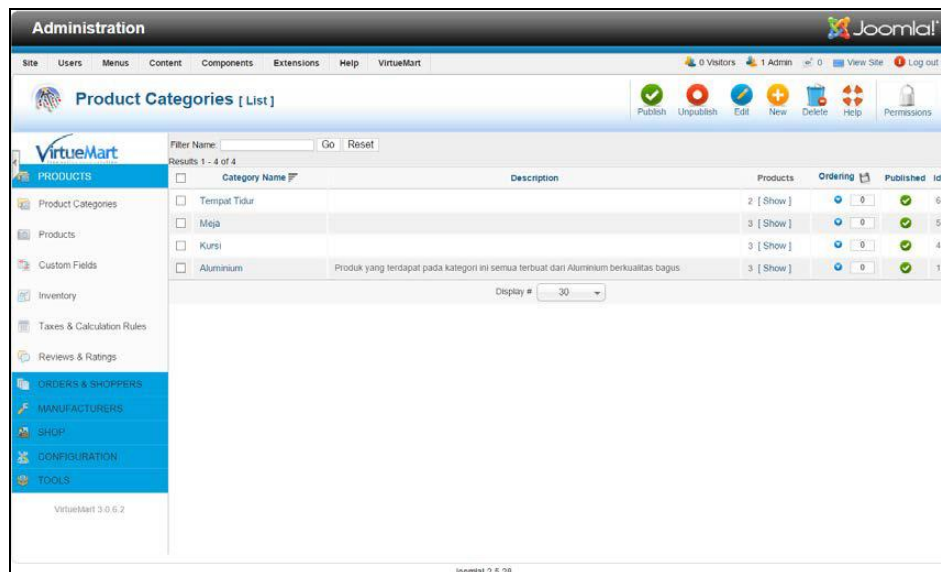 Administration
Joomla!
Site Users Menus Content Components Extensions Help VirtueMart 0 Visitors 1 Admin 0 View Site Log out
Product Categories [ List ]
Publish Unpublish Edit New Delete Help Permissions
VirtueMart
Filter Name: Go Reset
Results 1 - 4 of 4
Category Name Description Products Ordering Published Id
Tempat Tidur 2 [ Show ] 0 6
Meja 3 [ Show ] 0 5
Kursi 3 [ Show ] 0 4
Aluminium Produk yang terdapat pada kategori ini semua terbuat dari Aluminium berkualitas bagus 3 [ Show ] 0 1
Display # 30
PRODUCTS
Product Categories
Products
Custom Fields
Inventory
Taxes & Calculation Rules
Reviews & Ratings
ORDERS & SHOPPERS
MANUFACTURERS
SHOP
CONFIGURATION
TOOLS
VirtueMart 3.0.6.2